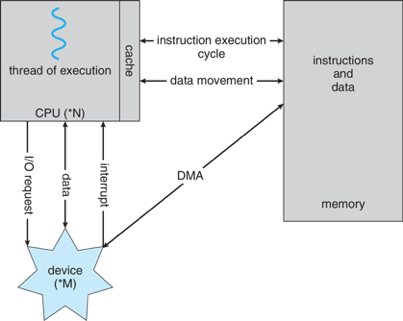 thread of execution
cache
CPU (*N)
instruction execution
cycle
data movement
instructions
and
data
memory
I/O request
data
interrupt
DMA
device
(*M)